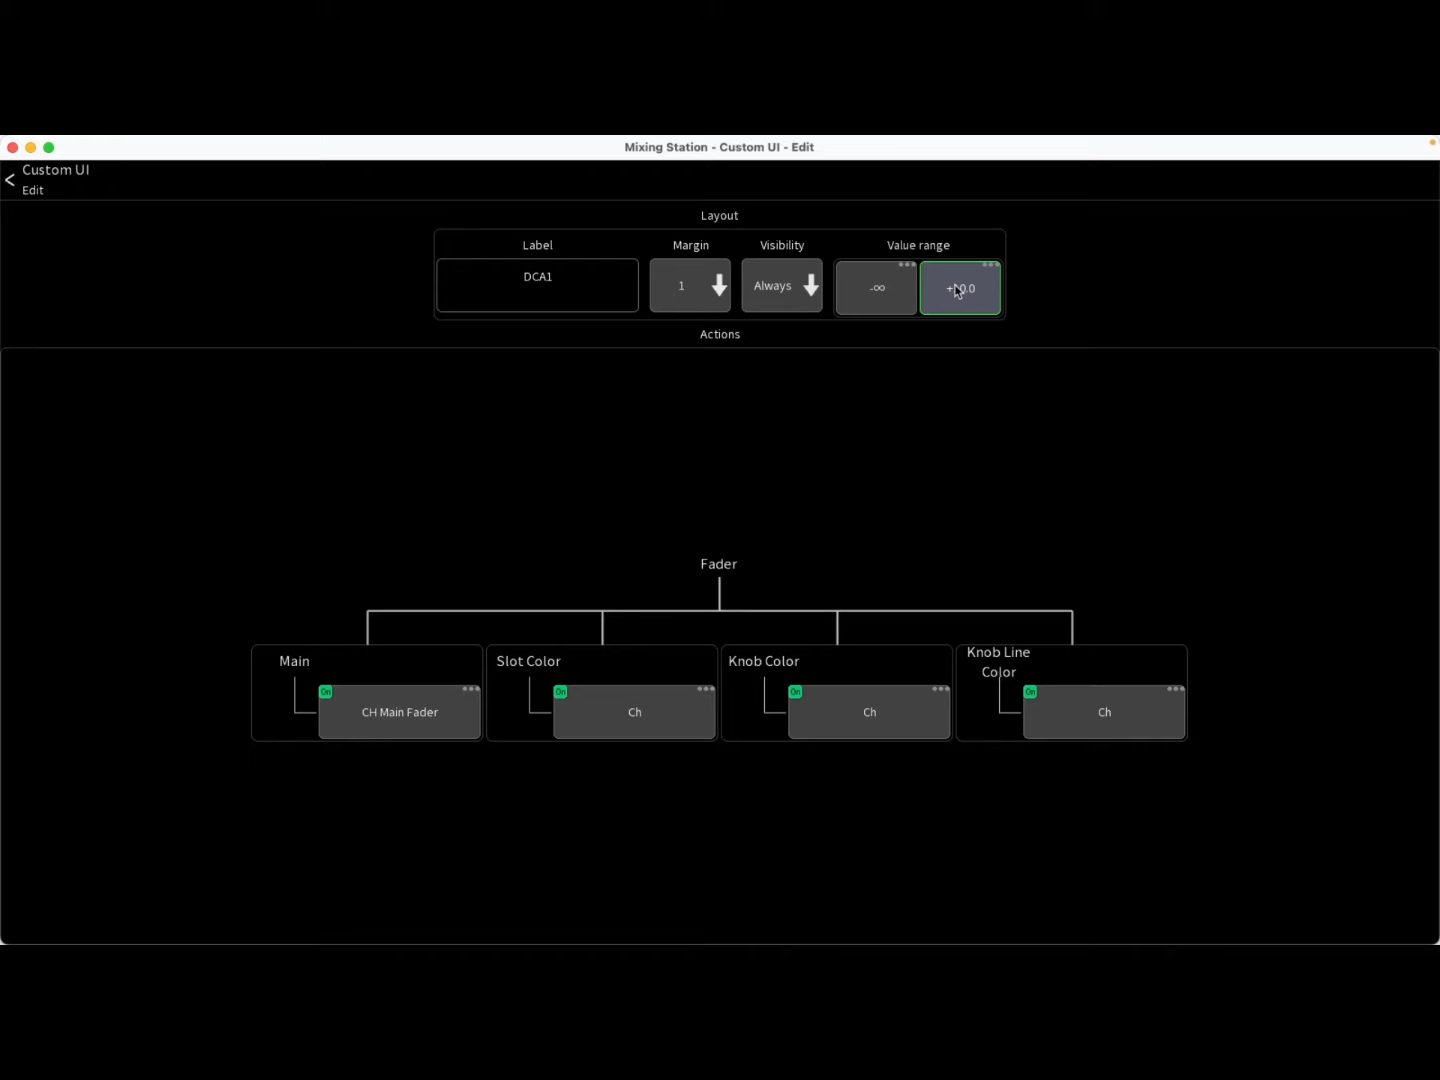 Mixing Station - Custom UI - Edit
Custom UI
Edit
Layout
Label
Margin
Visibility
Value range
DCA1
1
Always
-∞
Actions
Fader
Main
Slot Color
Knob Color
Knob Line
Color
On
CH Main Fader
On
Ch
On
Ch
On
Ch